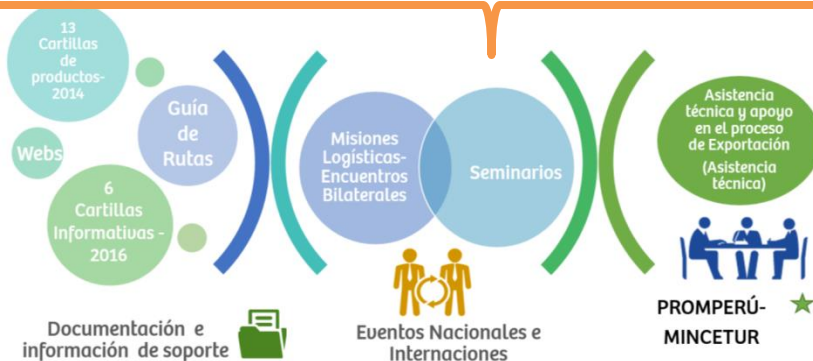 13
Cartillas
de
productos-
2014
Webs
Guía
de
Rutas
6
Cartillas
Informativas -
2016
Documentación e
información de soporte
Misiones
Logísticas-
Encuentros
Bilaterales
Seminarios
Eventos Nacionales e
Internaciones
Asistencia
técnica y apoyo
en el proceso
de Exportación
(Asistencia
técnica)
PROMPERÚ-
MINCETUR